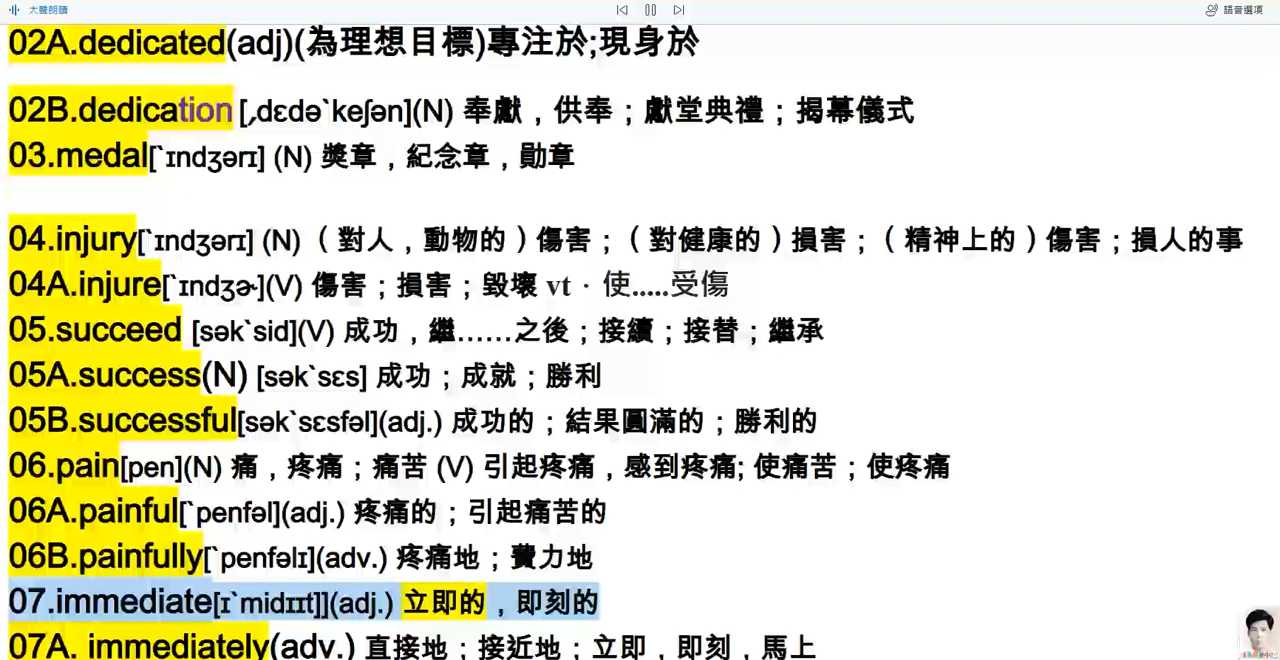 大聲朗讀
語音選項
02A.dedicated(adj)(為理想目標)專注於;現身於
02B.dedication [͵dɛdə`keʃən](N) 奉獻，供奉；獻堂典禮；揭幕儀式
03.medal[`ɪndʒərɪ] (N) 獎章，紀念章，勛章
04.injury[`ɪndʒərɪ] (N) （對人，動物的）傷害；（對健康的）損害；（精神上的）傷害；損人的事
04A.injure[`ɪndʒɚ](V) 傷害；損害；毀壞 vt · 使.....受傷
05.succeed [sək`sid](V) 成功，繼……之後；接續；接替；繼承
05A.success(N) [sək`sɛs] 成功；成就；勝利
05B.successful[sək`sɛsfəl](adj.) 成功的；結果圓滿的；勝利的
06.pain[pen](N) 痛，疼痛；痛苦 (V) 引起疼痛，感到疼痛; 使痛苦；使疼痛
06A.painful[`penfəl](adj.) 疼痛的；引起痛苦的
06B.painfully[`penfəlɪ](adv.) 疼痛地；費力地
07.immediate[ɪ`midɪɪt]](adj.) 立即的，即刻的
07A. immediately(adv.) 直接地；接近地；立即，即刻，馬上